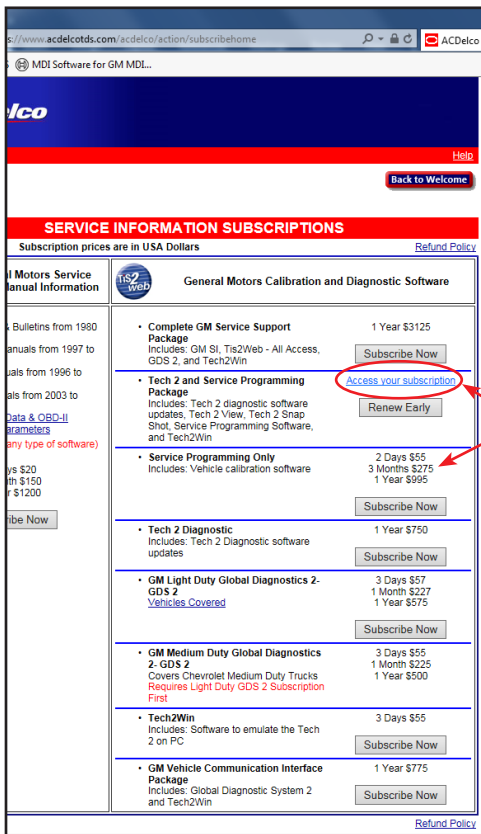 s://www.acdelcotds.com/acdelco/action/subscribehome
ACDelco
MDI Software for GM MDI...
lco
Help
Back to Welcome
SERVICE INFORMATION SUBSCRIPTIONS
Subscription prices are in USA Dollars
Refund Policy
l Motors Service
Manual Information
& Bulletins from 1980
anuals from 1997 to
uals from 1996 to
als from 2003 to
Data & OBD-II
arameters
any type of software)
ys $20
th $150
r $1200
ribe Now
TIS2
web
General Motors Calibration and Diagnostic Software
• Complete GM Service Support
Package
Includes: GM SI, Tis2Web - All Access,
GDS 2, and Tech2Win
1 Year $3125
Subscribe Now
• Tech 2 and Service Programming
Package
Includes: Tech 2 diagnostic software
updates, Tech 2 View, Tech 2 Snap
Shot, Service Programming Software,
and Tech2Win
Access your subscription
Renew Early
• Service Programming Only
Includes: Vehicle calibration software
2 Days $55
3 Months $275
1 Year $995
Subscribe Now
• Tech 2 Diagnostic
Includes: Tech 2 Diagnostic software
updates
1 Year $750
Subscribe Now
• GM Light Duty Global Diagnostics 2-
GDS 2
Vehicles Covered
3 Days $57
1 Month $227
1 Year $575
Subscribe Now
• GM Medium Duty Global Diagnostics
2- GDS 2
Covers Chevrolet Medium Duty Trucks
Requires Light Duty GDS 2 Subscription
First
3 Days $55
1 Month $225
1 Year $500
• Tech2Win
Includes: Software to emulate the Tech
2 on PC
3 Days $55
Subscribe Now
• GM Vehicle Communication Interface
Package
Includes: Global Diagnostic System 2
and Tech2Win
1 Year $775
Subscribe Now
Refund Policy